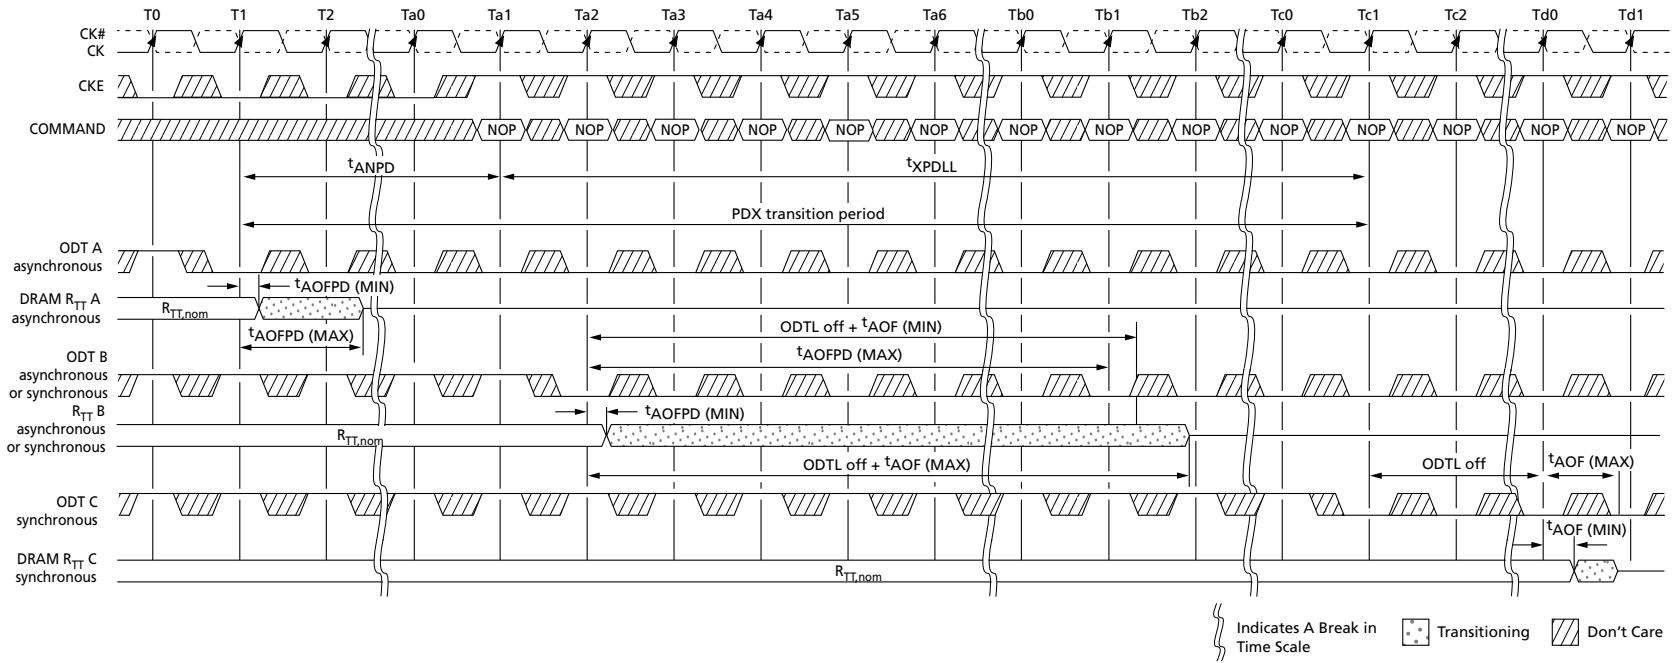 T0 T1 T2 Ta0 Ta1 Ta2 Ta3 Ta4 Ta5 Ta6 Tb0 Tb1 Tb2 Tc0 Tc1 Tc2 Td0 Td1
CK#
CK
CKE
COMMAND
NOP NOP NOP NOP NOP NOP NOP NOP NOP NOP NOP NOP NOP NOP
tANPD
tXPDLL
PDX transition period
ODT A
asynchronous
tAOFPD (MIN)
DRAM RTT A
asynchronous
RTT,nom
tAOFPD (MAX)
ODTL off + tAOF (MIN)
tAOFPD (MAX)
ODT B
asynchronous
or synchronous
RTT B
asynchronous
or synchronous
tAOFPD (MIN)
RTT,nom
ODTL off + tAOF (MAX)
ODTL off
tAOF (MAX)
ODT C
synchronous
tAOF (MIN)
DRAM RTT C
synchronous
RTT,nom
Indicates A Break in
Time Scale
Transitioning
Don't Care